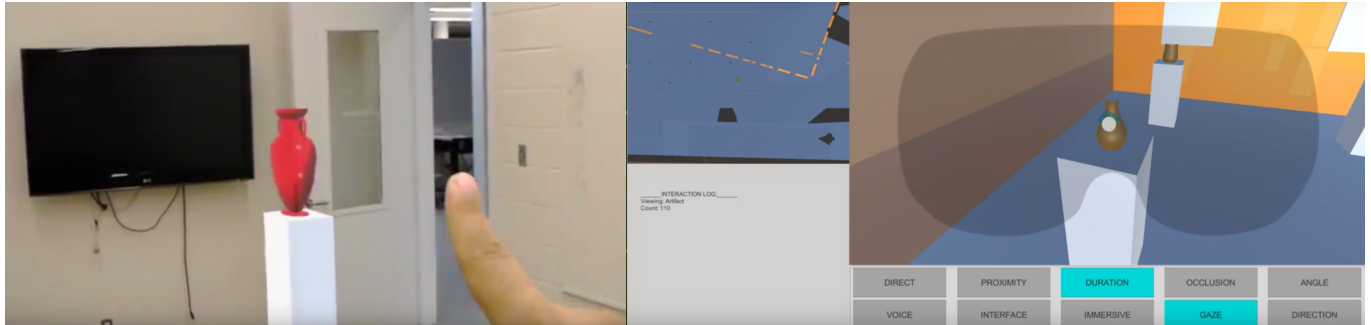 ______INTERACTION LOG:______
Viewing: Artifact
Count: 110
DIRECT
PROXIMITY
DURATION
OCCLUSION
ANGLE
VOICE
INTERFACE
IMMERSIVE
GAZE
DIRECTION